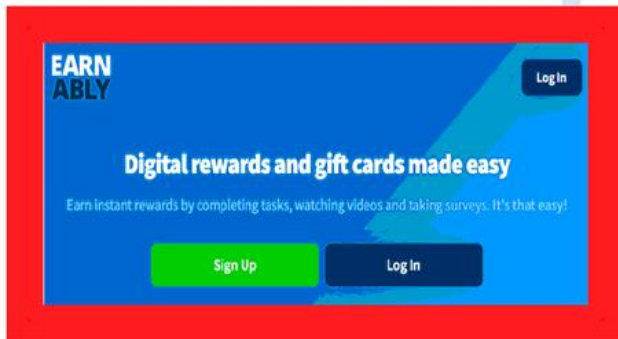 EARN
ABLY
Log In
Digital rewards and gift cards made easy
Earn instant rewards by completing tasks, watching videos and taking surveys. It's that easy!
Sign Up
Log In